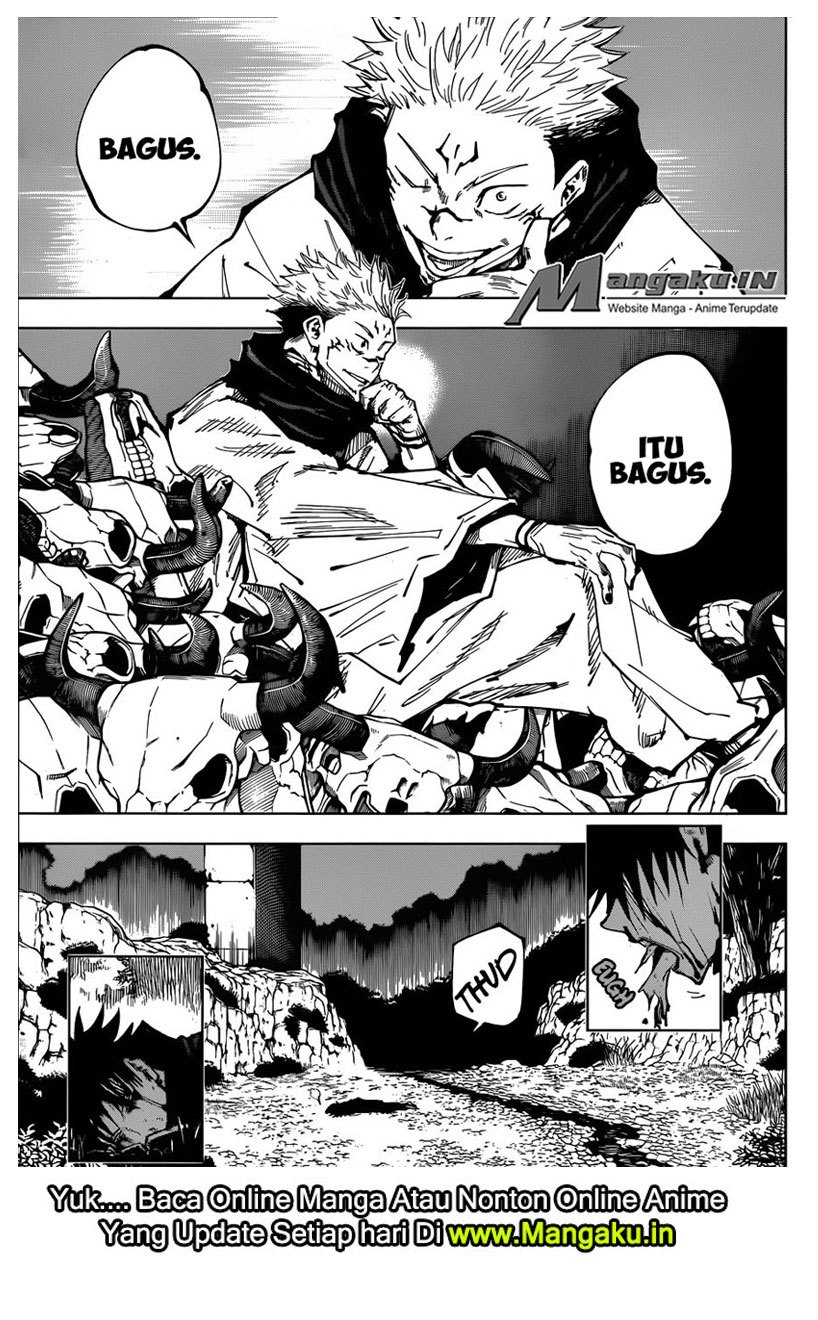 BAGUS.
Mangaku.IN
Website Manga - Anime Terupdate
ITU
BAGUS.
EUGH
THUD
Yuk.... Baca Online Manga Atau Nonton Online Anime
Yang Update Setiap hari Di www.Mangaku.in